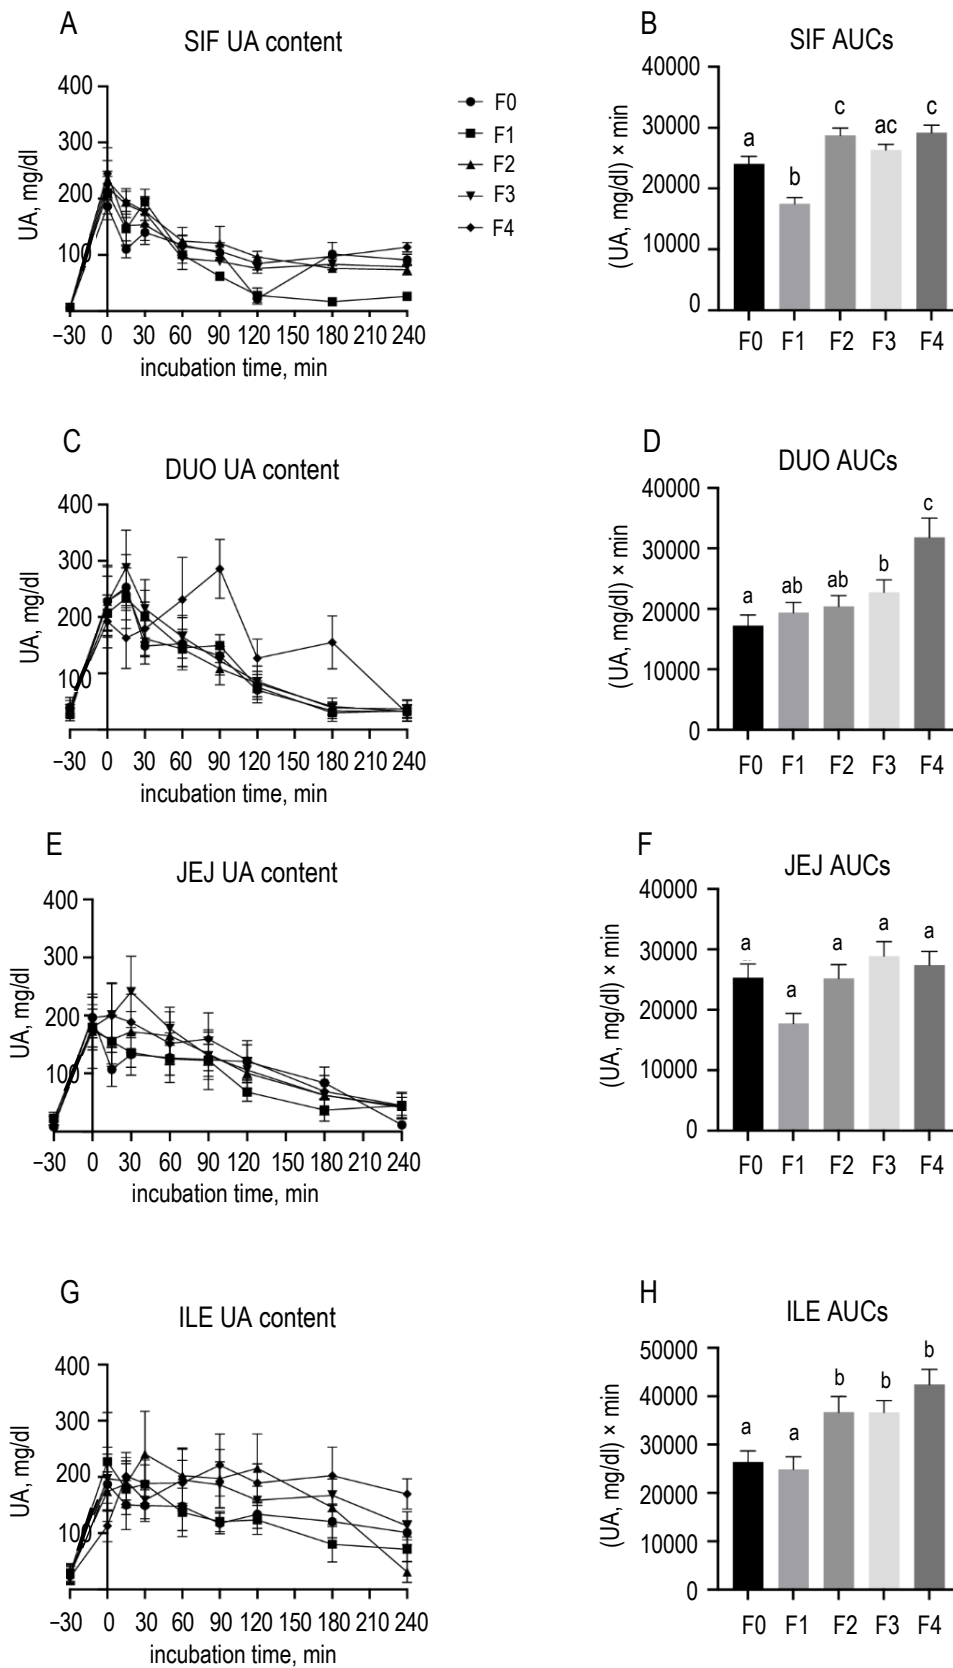 A
SIF UA content
400
300
200
100
UA, mg/dl
−30 0 30 60 90 120 150 180 210 240
incubation time, min
F0
F1
F2
F3
F4
B
SIF AUCs
40000
30000
20000
10000
0
(UA, mg/dl) × min
a b c ac c
F0 F1 F2 F3 F4
C
DUO UA content
400
300
200
100
UA, mg/dl
−30 0 30 60 90 120 150 180 210 240
incubation time, min
D
DUO AUCs
40000
30000
20000
10000
0
(UA, mg/dl) × min
a ab ab b c
F0 F1 F2 F3 F4
E
JEJ UA content
400
300
200
100
UA, mg/dl
−30 0 30 60 90 120 150 180 210 240
incubation time, min
F
JEJ AUCs
40000
30000
20000
10000
0
(UA, mg/dl) × min
a a a a a
F0 F1 F2 F3 F4
G
ILE UA content
400
300
200
100
UA, mg/dl
−30 0 30 60 90 120 150 180 210 240
incubation time, min
H
ILE AUCs
50000
40000
30000
20000
10000
0
(UA, mg/dl) × min
a a b b b
F0 F1 F2 F3 F4